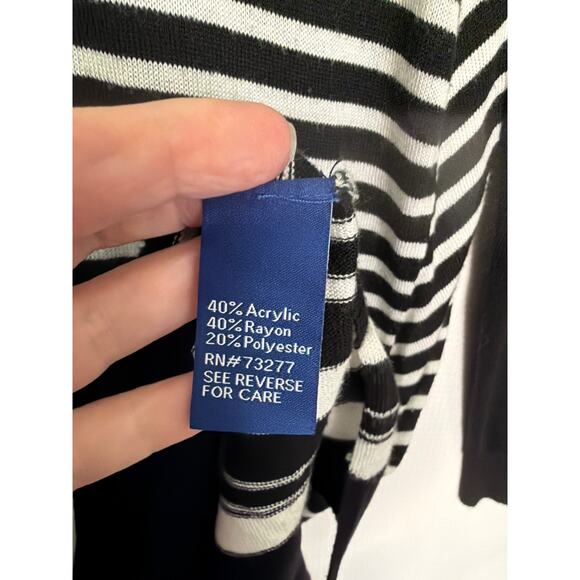 40% Acrylic
40% Rayon
20% Polyester
RN# 73277
SEE REVERSE
FOR CARE